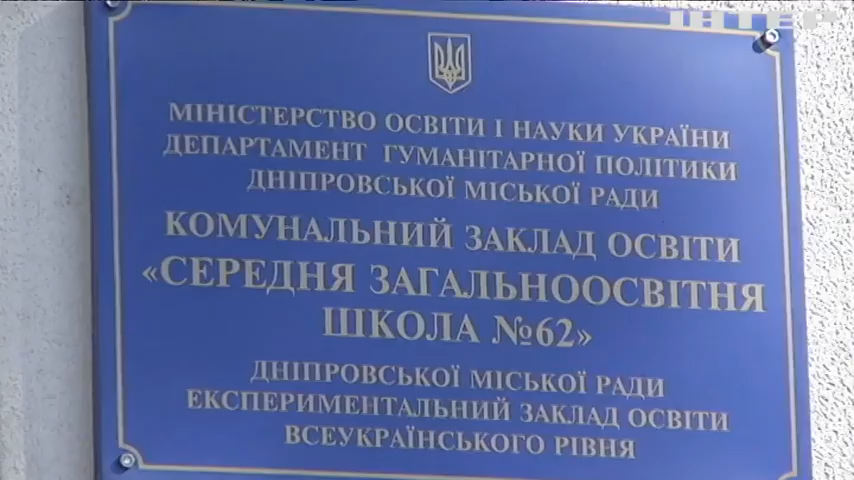 ІНТЕР
МІНІСТЕРСТВО ОСВІТИ І НАУКИ УКРАЇНИ
ДЕПАРТАМЕНТ ГУМАНІТАРНОЇ ПОЛІТИКИ
ДНІПРОВСЬКОЇ МІСЬКОЇ РАДИ
КОМУНАЛЬНИЙ ЗАКЛАД ОСВІТИ
«СЕРЕДНЯ ЗАГАЛЬНООСВІТНЯ
ШКОЛА №62»
ДНІПРОВСЬКОЇ МІСЬКОЇ РАДИ
ЕКСПЕРИМЕНТАЛЬНИЙ ЗАКЛАД ОСВІТИ
ВСЕУКРАЇНСЬКОГО РІВНЯ